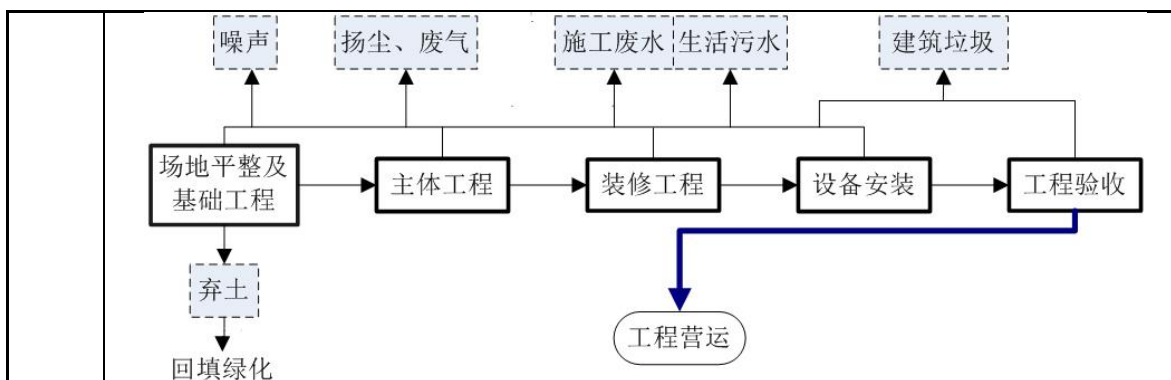 噪声
扬尘、废气
施工废水
生活污水
建筑垃圾
场地平整及
基础工程
主体工程
装修工程
设备安装
工程验收
弃土
工程营运
回填绿化